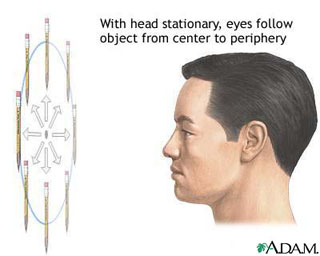 With head stationary, eyes follow
object from center to periphery
A.D.A.M.